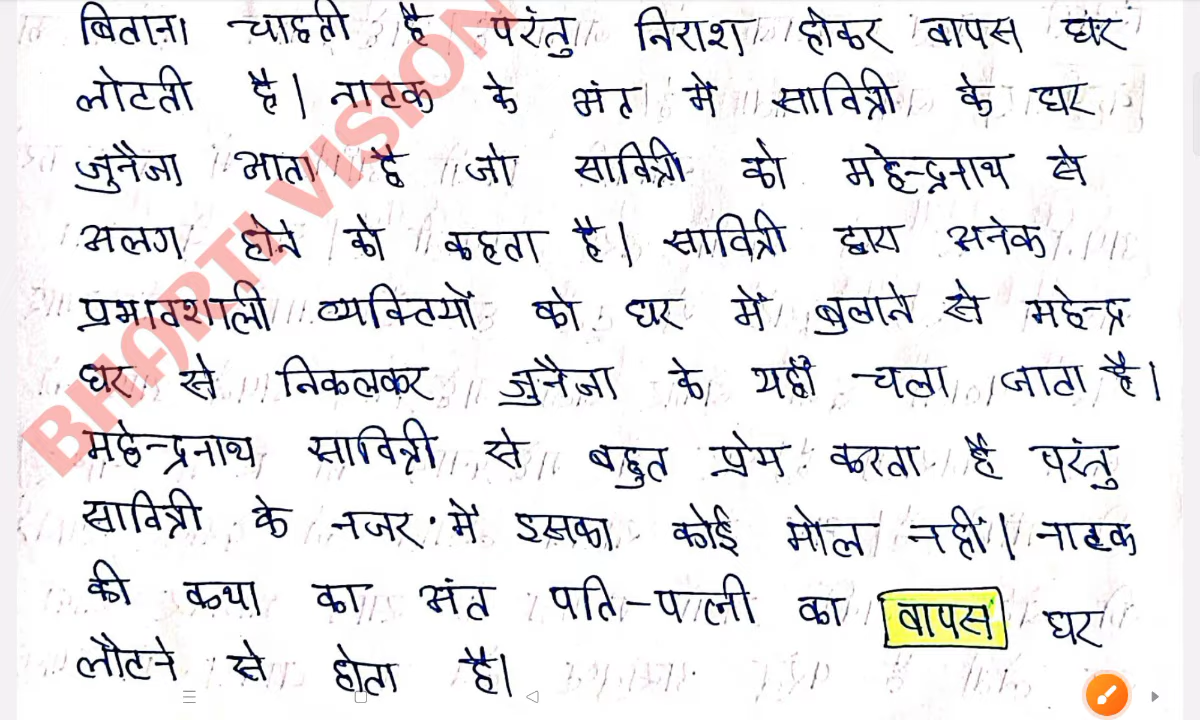 बिताना चाहती है परंतु निराश होकर वापस घर
लोटती है। नाटक के अंत में सावित्री के घर
जुनैजा आता है जो सावित्री को महेन्द्रनाथ से
अलग होने को कहता है। सावित्री द्वारा अनेक
प्रभावशाली व्यक्तियों को घर में बुलाने से महेन्द्र
घर से निकलकर जुनैजा के यहाँ चला जाता है।
महेन्द्रनाथ सावित्री से बहुत प्रेम करता है परंतु
सावित्री के नजर में इसका कोई मोल नहीं। नाटक
की कथा का अंत पति-पत्नी का वापस घर
लौटने से होता है।
BHARTI VISION